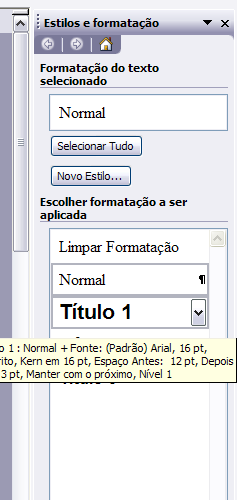 Estilos e formatação
Formatação do texto
selecionado
Normal
Selecionar Tudo
Novo Estilo...
Escolher formatação a ser
aplicada
Limpar Formatação
Normal ¶
Título 1
o 1 : Normal + Fonte: (Padrão) Arial, 16 pt,
rito, Kern em 16 pt, Espaço Antes: 12 pt, Depois
3 pt, Manter com o próximo, Nível 1